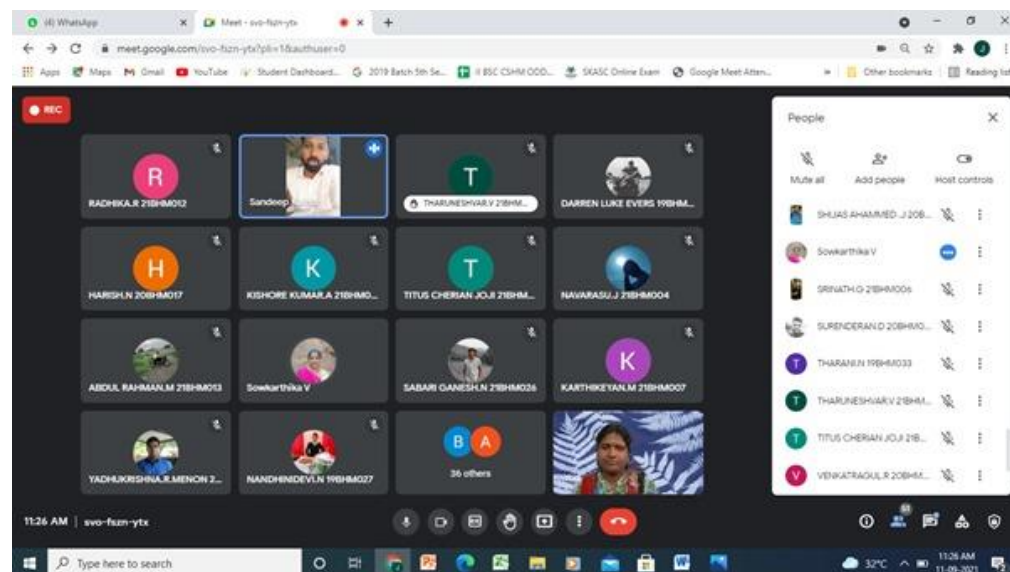 (4) WhatsApp
Meet - svo-fszn-ytx
meet.google.com/svo-fszn-ytx?pli=1&authuser=0
Apps Maps Gmail YouTube Student Dashboard... 2019 Batch 5th Se... II BSC CSHM ODD... SKASC Online Exam Google Meet Atten... Other bookmarks Reading list
REC
R
T
RADHIKA.R 21BHM012
Sandeep
THARUNESHVAR.V 21BHM...
DARREN LUKE EVERS 19BHM...
H
K
T
HARISH.N 20BHM017
KISHORE KUMAR.A 21BHM0...
TITUS CHERIAN JOJI 21BHM...
NAVARASU.J 21BHM004
K
ABDUL RAHMAN.M 21BHM013
Sowkarthika V
SABARI GANESH.N 21BHM026
KARTHIKEYAN.M 21BHM007
B A
36 others
YADHUKRISHNA.R.MENON 2...
NANDHINIDEVI.N 19BHM027
People
Mute all
Add people
Host controls
SHIJAS AHAMMED .J 20B...
Sowkarthika V
SRINATH.G 21BHM006
SURENDERAN.D 20BHM0...
T THARANI.N 19BHM033
T THARUNESHVAR.V 21BHM...
T TITUS CHERIAN JOJI 21B...
V VENKATRAGUL.R 20BHM...
11:26 AM | svo-fszn-ytx
51
Type here to search
32°C
11:26 AM
11-09-2021